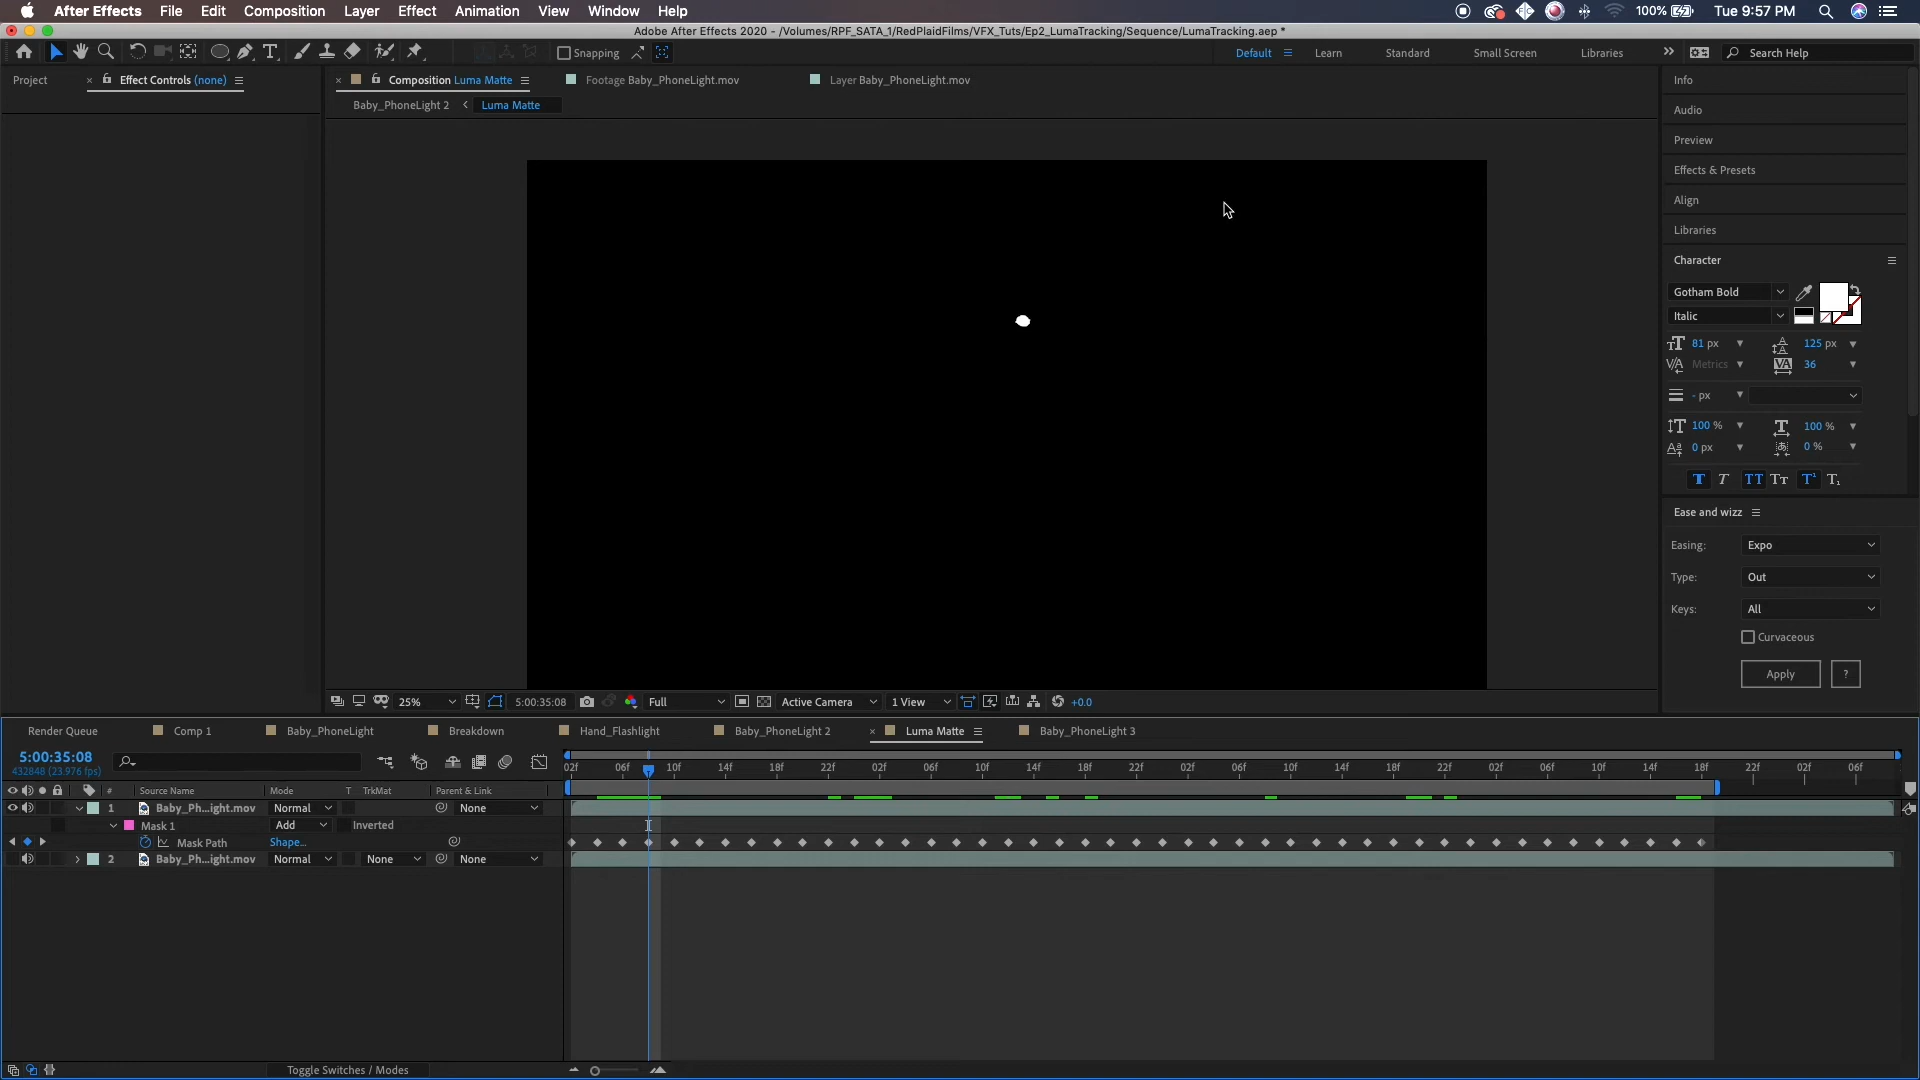 After Effects File Edit Composition Layer Effect Animation View Window Help 100% Tue 9:57 PM
Adobe After Effects 2020 - /Volumes/RPF_SATA_1/RedPlaidFilms/VFX_Tuts/Ep2_LumaTracking/Sequence/LumaTracking.aep *
Snapping Default Learn Standard Small Screen Libraries Search Help
Project Effect Controls (none) Composition Luma Matte Footage Baby_PhoneLight.mov Layer Baby_PhoneLight.mov
Baby_PhoneLight 2 Luma Matte
Info
Audio
Preview
Effects & Presets
Align
Libraries
Character
Gotham Bold
Italic
81 px 125 px
Metrics 36
- px
100 % 100 %
0 px 0 %
Ease and wizz
Easing: Expo
Type: Out
Keys: All
Curvaceous
Apply ?
25% 5:00:35:08 Full Active Camera 1 View +0.0
Render Queue Comp 1 Baby_PhoneLight Breakdown Hand_Flashlight Baby_PhoneLight 2 Luma Matte Baby_PhoneLight 3
5:00:35:08
432848 (23.976 fps)
02f 06f 10f 14f 18f 22f 02f 06f 10f 14f 18f 22f 02f 06f 10f 14f 18f 22f 02f 06f 10f 14f 18f 22f 02f 06f
# Source Name Mode T TrkMat Parent & Link
1 Baby_Ph...ight.mov Normal None
Mask 1 Add Inverted
Mask Path Shape...
2 Baby_Ph...ight.mov Normal None None
Toggle Switches / Modes